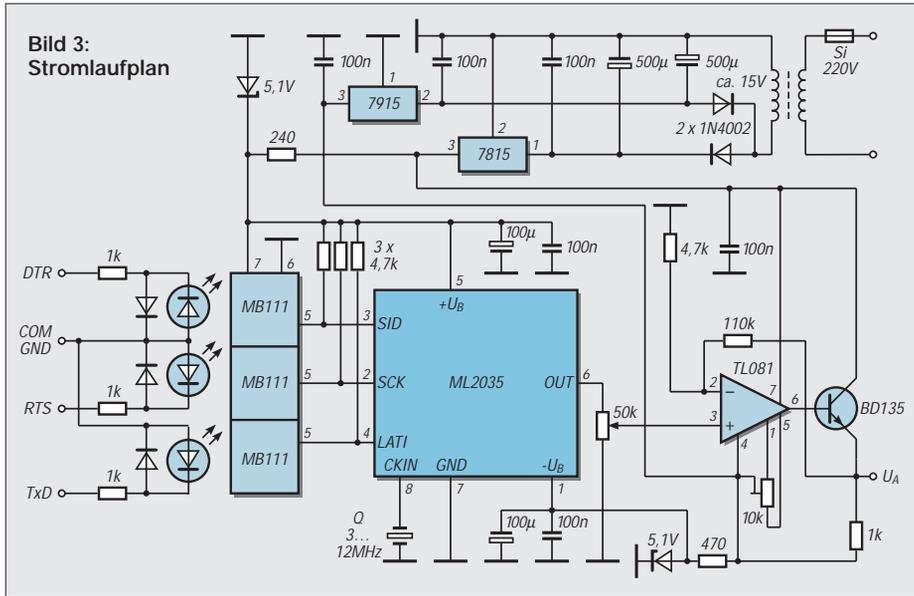 Bild 3:
Stromlaufplan
5,1V
100n
1
3
7915
2
100n
100n
500µ
500µ
ca. 15V
Si
220V
2 x 1N4002
240
2
3
7815
1
100µ
100n
4,7k
100n
DTR
1k
COM
GND
RTS
1k
TxD
1k
7
6
MB111
5
MB111
5
MB111
5
3 x
4,7k
5
+UB
3
SID
2
SCK
ML2035
OUT
6
4
LATI
CKIN
GND
-UB
8
7
1
50k
110k
TL081
2
−
7
6
3
+
5
4
1
BD135
UA
10k
1k
Q
3...
12MHz
100µ
100n
5,1V
470